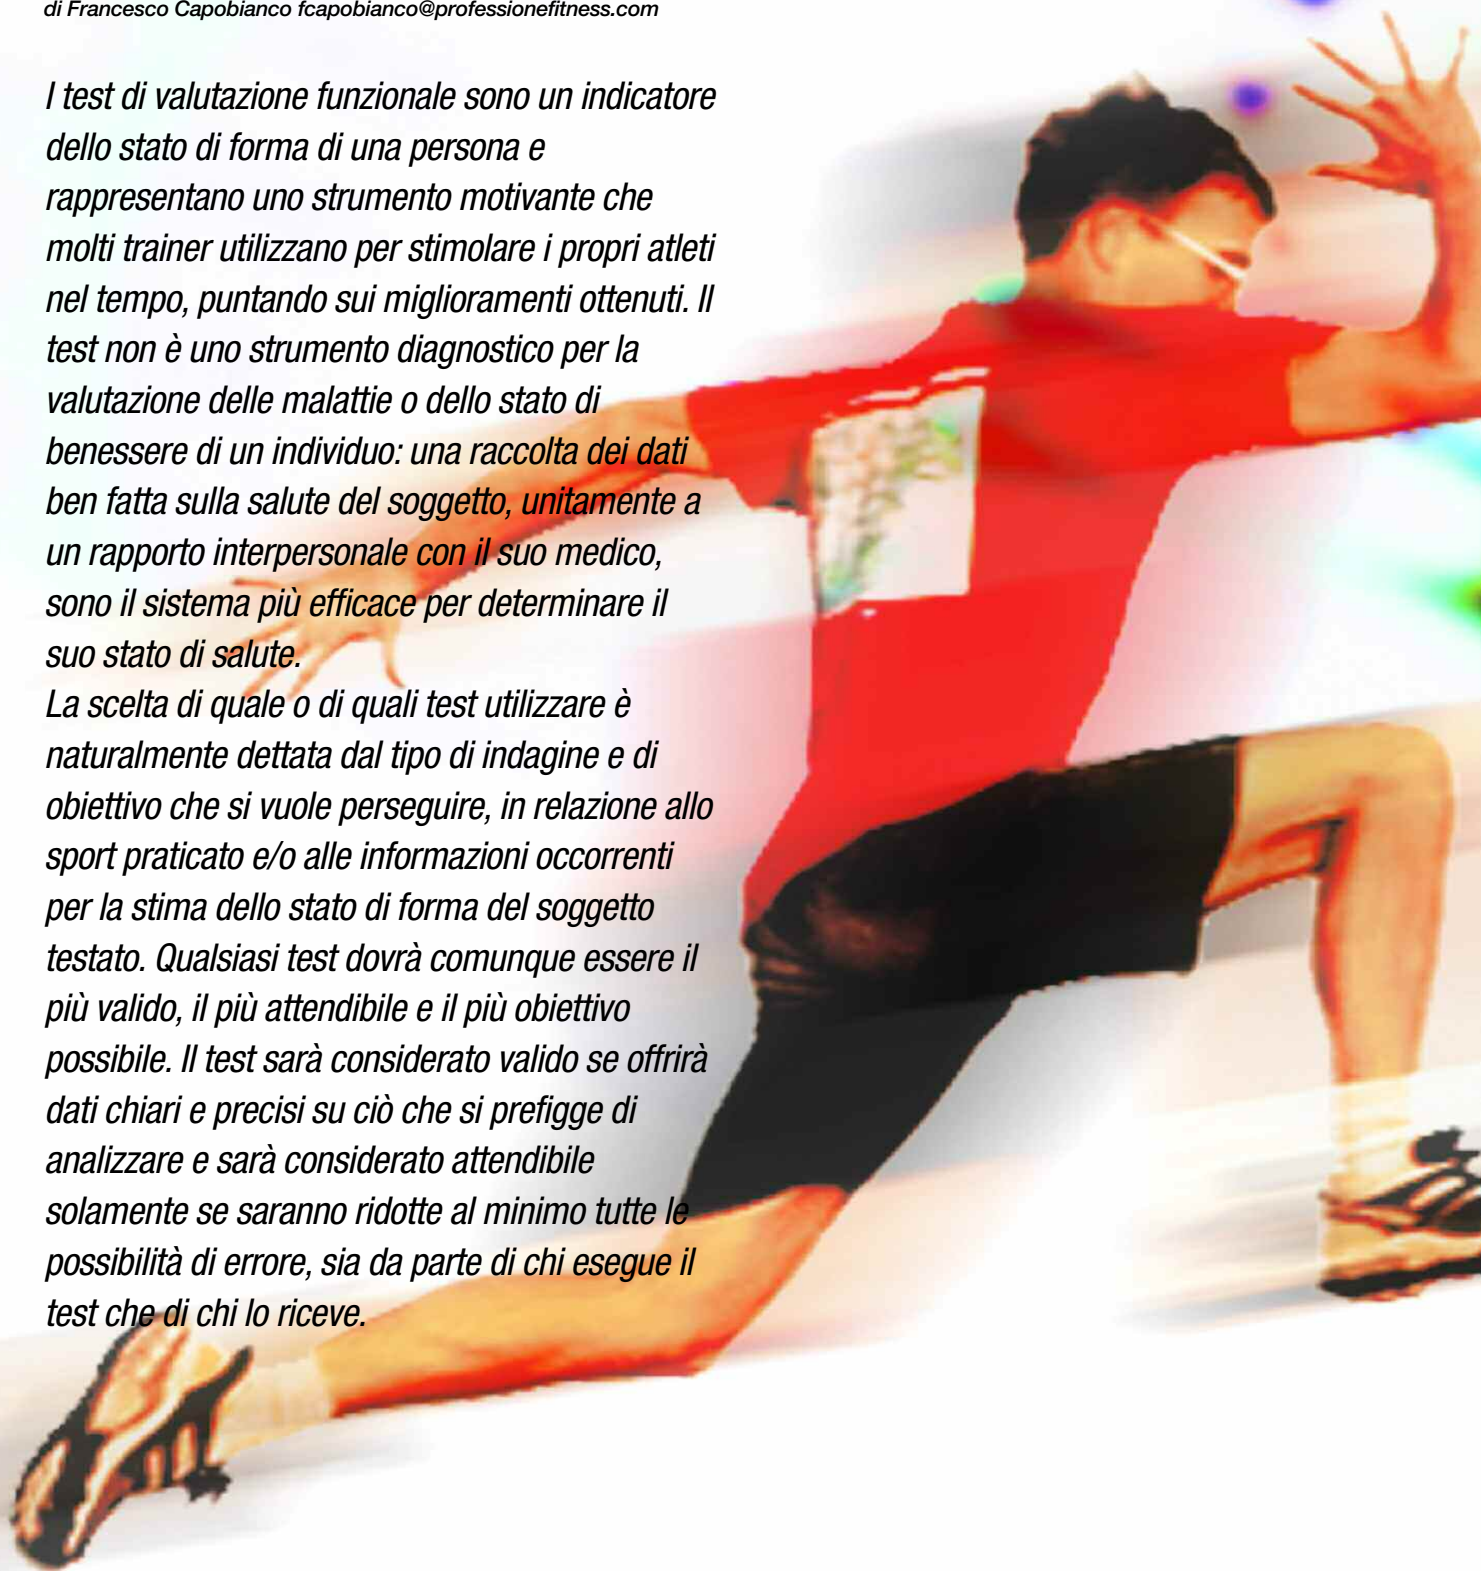 di Francesco Capobianco fcapobianco@professionefitness.com
I test di valutazione funzionale sono un indicatore
dello stato di forma di una persona e
rappresentano uno strumento motivante che
molti trainer utilizzano per stimolare i propri atleti
nel tempo, puntando sui miglioramenti ottenuti. Il
test non è uno strumento diagnostico per la
valutazione delle malattie o dello stato di
benessere di un individuo: una raccolta dei dati
ben fatta sulla salute del soggetto, unitamente a
un rapporto interpersonale con il suo medico,
sono il sistema più efficace per determinare il
suo stato di salute.
La scelta di quale o di quali test utilizzare è
naturalmente dettata dal tipo di indagine e di
obiettivo che si vuole perseguire, in relazione allo
sport praticato e/o alle informazioni occorrenti
per la stima dello stato di forma del soggetto
testato. Qualsiasi test dovrà comunque essere il
più valido, il più attendibile e il più obiettivo
possibile. Il test sarà considerato valido se offrirà
dati chiari e precisi su ciò che si prefigge di
analizzare e sarà considerato attendibile
solamente se saranno ridotte al minimo tutte le
possibilità di errore, sia da parte di chi esegue il
test che di chi lo riceve.